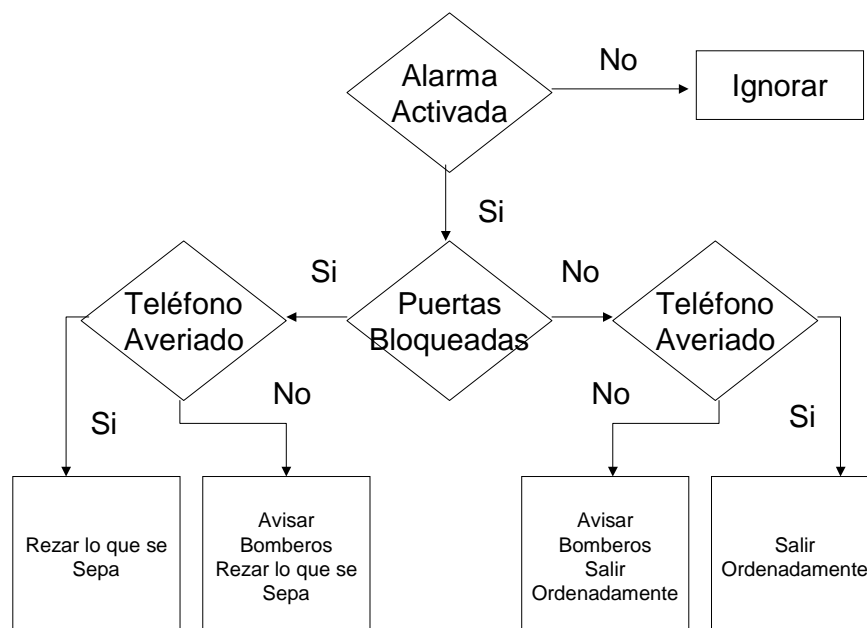 Alarma
Activada
No
Ignorar
Si
Teléfono
Averiado
Si
Puertas
Bloqueadas
No
Teléfono
Averiado
Si
No
No
Si
Rezar lo que se
Sepa
Avisar
Bomberos
Rezar lo que se
Sepa
Avisar
Bomberos
Salir
Ordenadamente
Salir
Ordenadamente